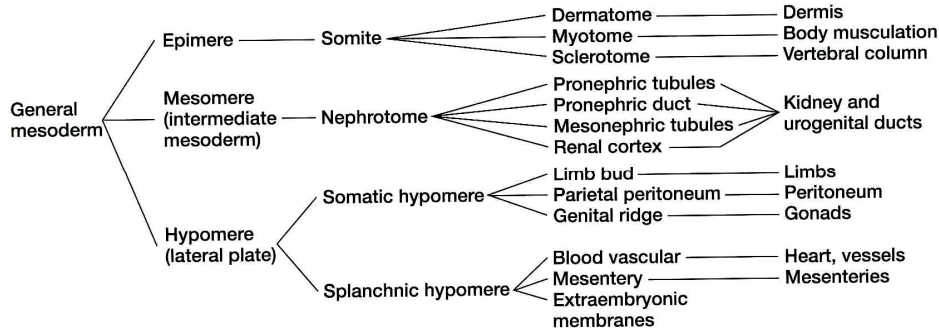 Dermatome Dermis
Epimere Somite Myotome Body musculation
Sclerotome Vertebral column
General mesoderm
Mesomere (intermediate mesoderm)
Nephrotome
Pronephric tubules
Pronephric duct
Mesonephric tubules
Renal cortex
Kidney and urogenital ducts
Hypomere (lateral plate)
Somatic hypomere
Limb bud Limbs
Parietal peritoneum Peritoneum
Genital ridge Gonads
Splanchnic hypomere
Blood vascular Heart, vessels
Mesentery Mesenteries
Extraembryonic membranes